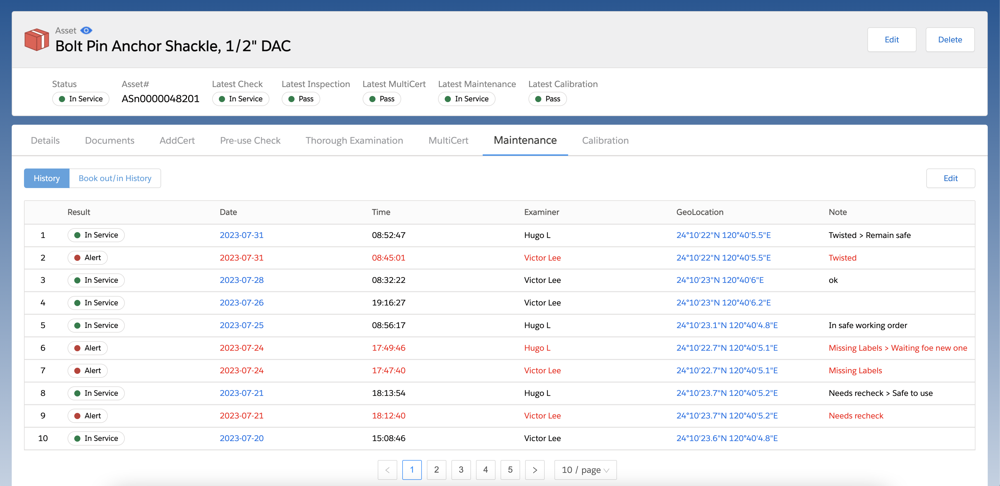 Asset
Bolt Pin Anchor Shackle, 1/2" DAC
Edit Delete
Status Asset# Latest Check Latest Inspection Latest MultiCert Latest Maintenance Latest Calibration
In Service ASn0000048201 In Service Pass Pass In Service Pass
Details Documents AddCert Pre-use Check Thorough Examination MultiCert Maintenance Calibration
History Book out/in History Edit
Result Date Time Examiner GeoLocation Note
1 In Service 2023-07-31 08:52:47 Hugo L 24°10'22"N 120°40'5.5"E Twisted > Remain safe
2 Alert 2023-07-31 08:45:01 Victor Lee 24°10'22"N 120°40'5.5"E Twisted
3 In Service 2023-07-28 08:32:22 Victor Lee 24°10'23"N 120°40'6"E ok
4 In Service 2023-07-26 19:16:27 Victor Lee 24°10'23"N 120°40'6.2"E
5 In Service 2023-07-25 08:56:17 Hugo L 24°10'23.1"N 120°40'4.8"E In safe working order
6 Alert 2023-07-24 17:49:46 Hugo L 24°10'22.7"N 120°40'5.1"E Missing Labels > Waiting foe new one
7 Alert 2023-07-24 17:47:40 Victor Lee 24°10'22.7"N 120°40'5.1"E Missing Labels
8 In Service 2023-07-21 18:13:54 Hugo L 24°10'23.7"N 120°40'5.2"E Needs recheck > Safe to use
9 Alert 2023-07-21 18:12:40 Victor Lee 24°10'23.7"N 120°40'5.2"E Needs recheck
10 In Service 2023-07-20 15:08:46 Victor Lee 24°10'23.6"N 120°40'4.8"E
< 1 2 3 4 5 > 10 / page